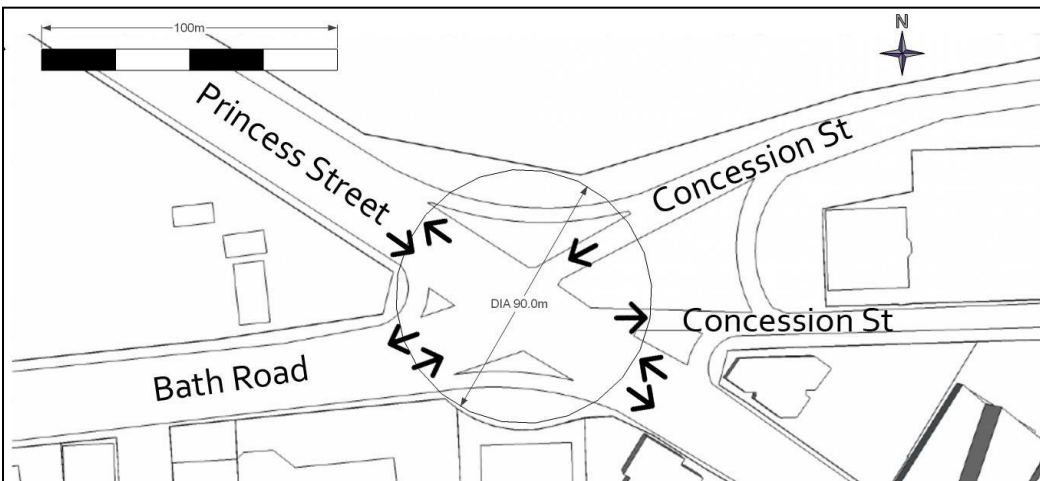 100m
N
Princess Street
Concession St
DIA 90.0m
Concession St
Bath Road